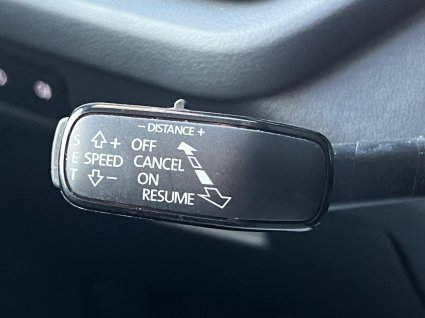 – DISTANCE +
S + OFF
E SPEED CANCEL
T – ON
RESUME